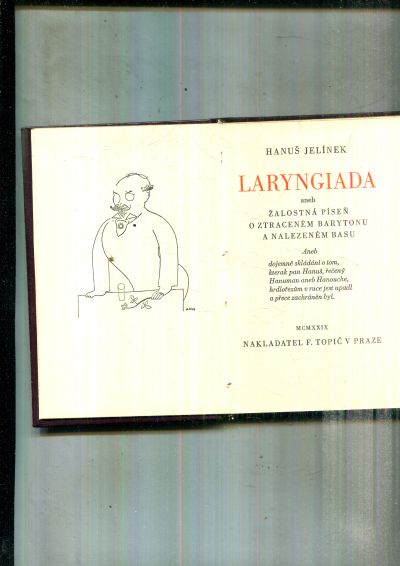 HANUŠ JELÍNEK
LARYNGIADA
aneb
ŽALOSTNÁ PÍSEŇ
O ZTRACENÉM BARYTONU
A NALEZENÉM BASU
Aneb
dojemné skládání o tom,
kterak pan Hanuš, řečený
Hanuman aneb Hanouche,
hrdlořezům v ruce jest upadl
a přece zachráněn byl.
MCMXXIX
NAKLADATEL F. TOPIČ V PRAZE